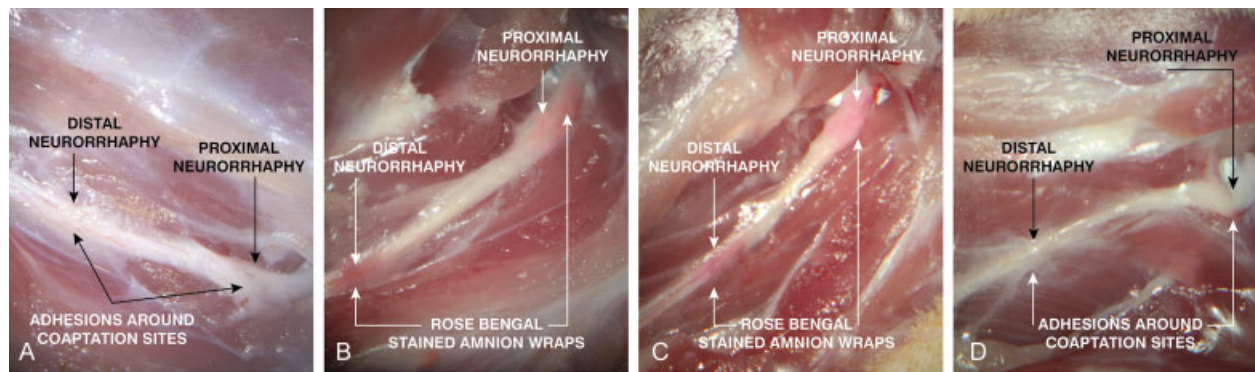 DISTAL
NEURORRHAPHY
PROXIMAL
NEURORRHAPHY
ADHESIONS AROUND
COAPTATION SITES
A
PROXIMAL
NEURORRHAPHY
DISTAL
NEURORRHAPHY
ROSE BENGAL
STAINED AMNION WRAPS
B
PROXIMAL
NEURORRHAPHY
DISTAL
NEURORRHAPHY
ROSE BENGAL
STAINED AMNION WRAPS
C
PROXIMAL
NEURORRHAPHY
DISTAL
NEURORRHAPHY
ADHESIONS AROUND
COAPTATION SITES
D